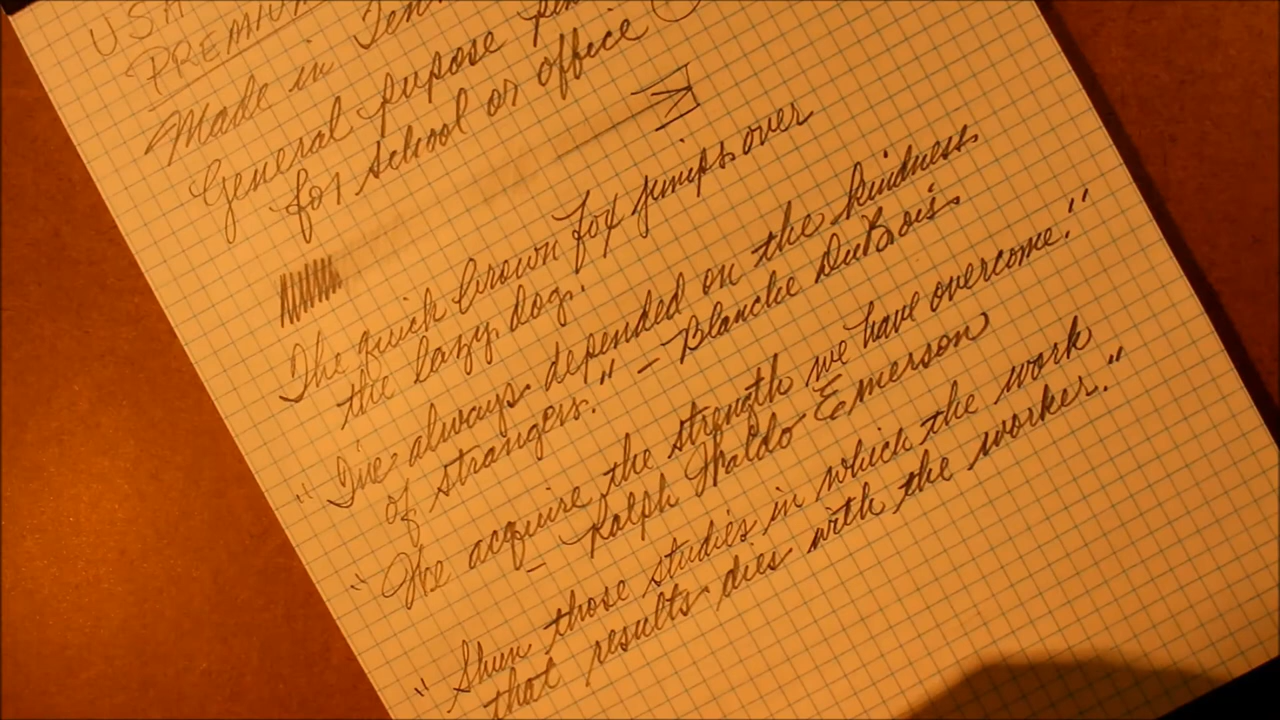 USA
PREMIUM
Made in
General pupose
for school or office
The quick brown fox jumps over
the lazy dog.
"I've always depended on the kindness
of strangers." - Blanche DuBois
"We acquire the strength we have overcome."
- Ralph Waldo Emerson
"Shun those studies in which the work
that results dies with the worker."